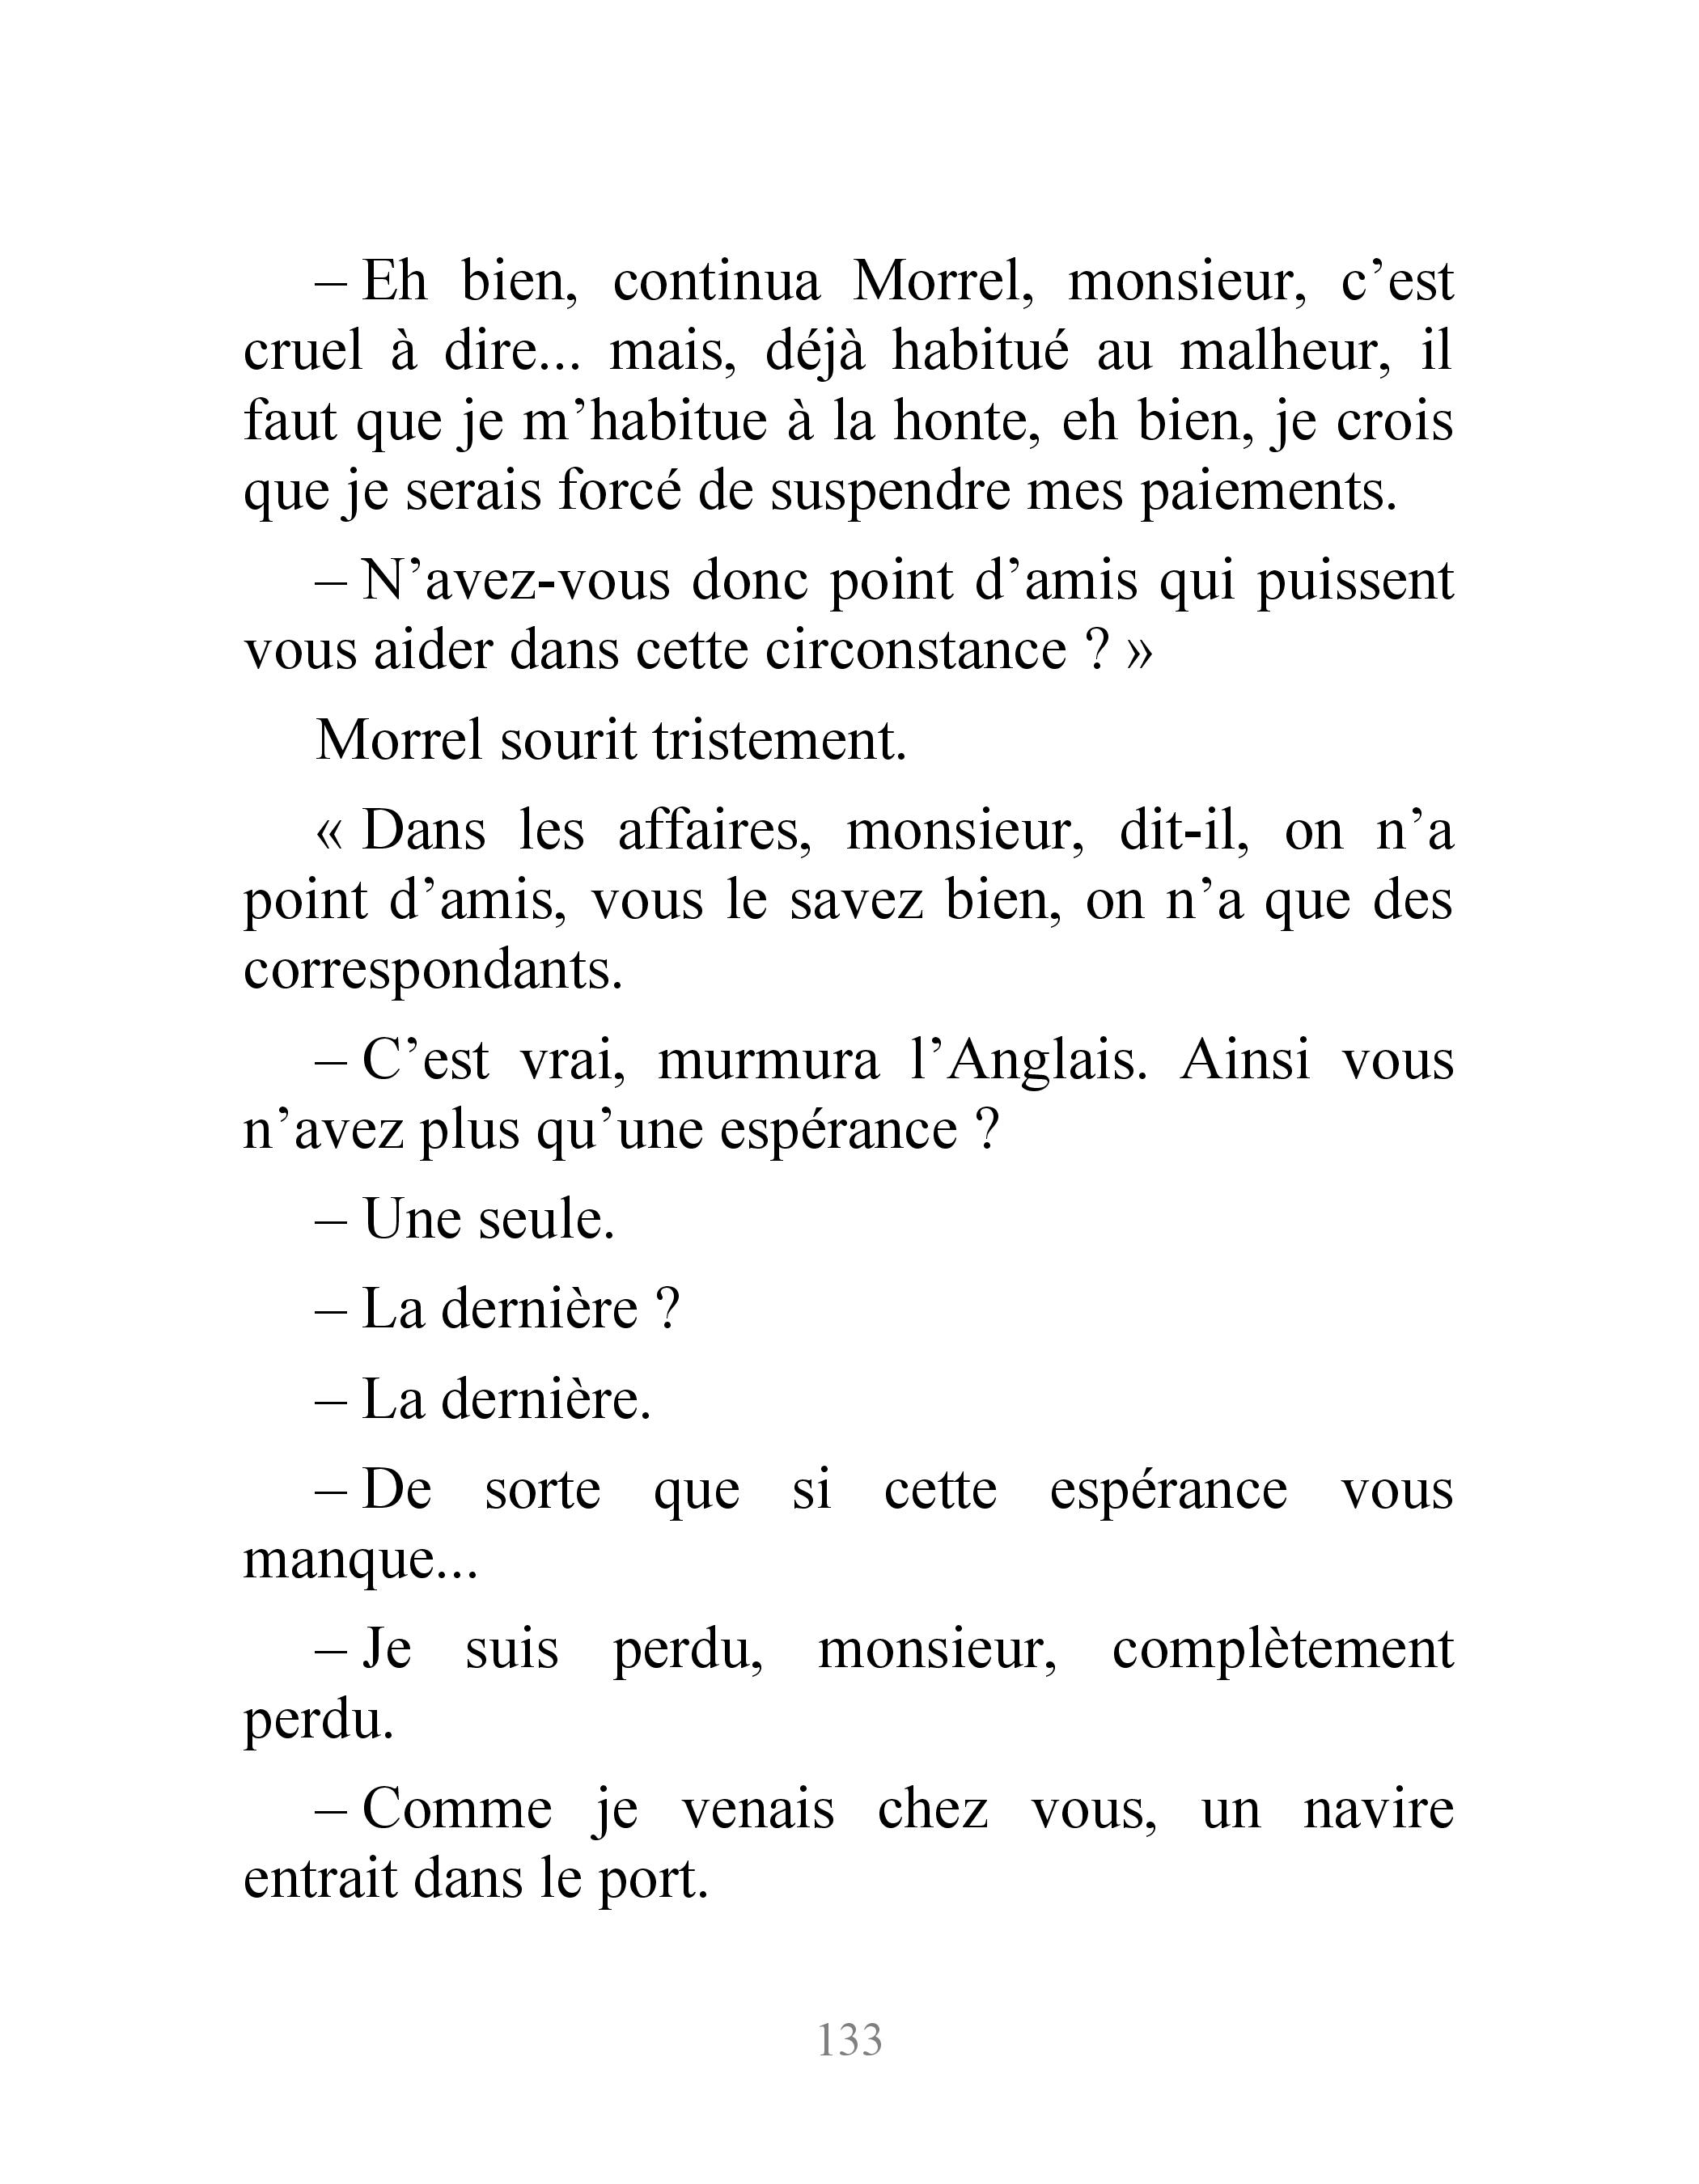 – Eh bien, continua Morrel, monsieur, c’est
cruel à dire... mais, déjà habitué au malheur, il
faut que je m’habitue à la honte, eh bien, je crois
que je serais forcé de suspendre mes paiements.
– N’avez-vous donc point d’amis qui puissent
vous aider dans cette circonstance ? »
Morrel sourit tristement.
« Dans les affaires, monsieur, dit-il, on n’a
point d’amis, vous le savez bien, on n’a que des
correspondants.
– C’est vrai, murmura l’Anglais. Ainsi vous
n’avez plus qu’une espérance ?
– Une seule.
– La dernière ?
– La dernière.
– De sorte que si cette espérance vous
manque...
– Je suis perdu, monsieur, complètement
perdu.
– Comme je venais chez vous, un navire
entrait dans le port.
133